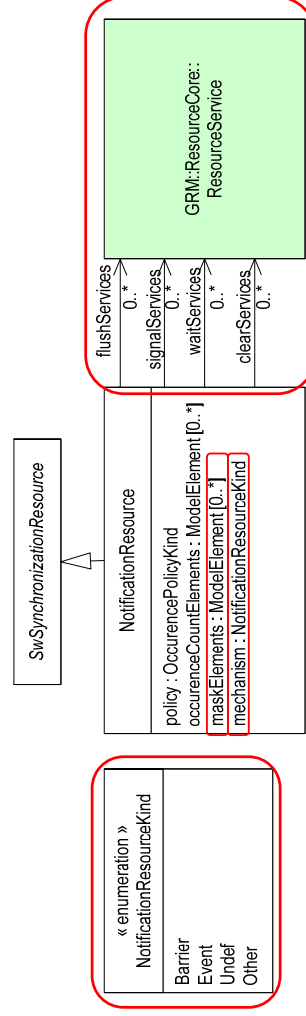 SwSynchronizationResource
« enumeration »
NotificationResourceKind
Barrier
Event
Undef
Other
NotificationResource
policy : OccurencePolicyKind
occurenceCountElements : ModelElement [0..*]
maskElements : ModelElement [0..*]
mechanism : NotificationResourceKind
flushServices
0..*
signalServices
0..*
waitServices
0..*
clearServices
0..*
GRM::ResourceCore::
ResourceService